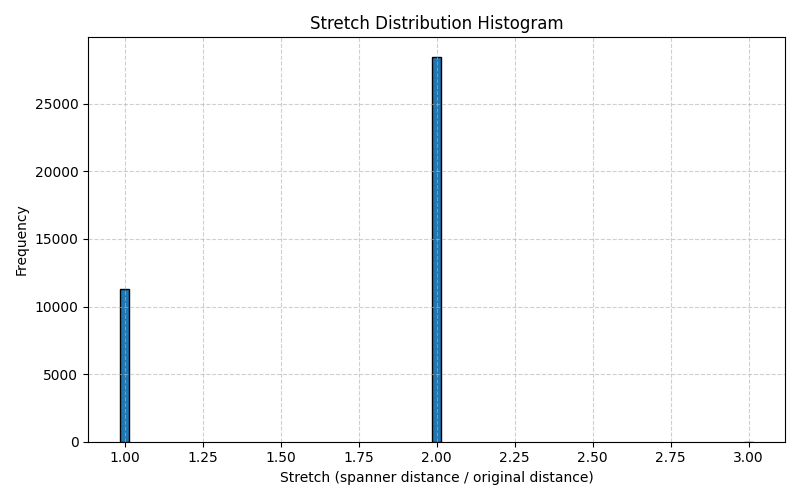 Stretch Distribution Histogram
Frequency
25000
20000
15000
10000
5000
0
1.00 1.25 1.50 1.75 2.00 2.25 2.50 2.75 3.00
Stretch (spanner distance / original distance)